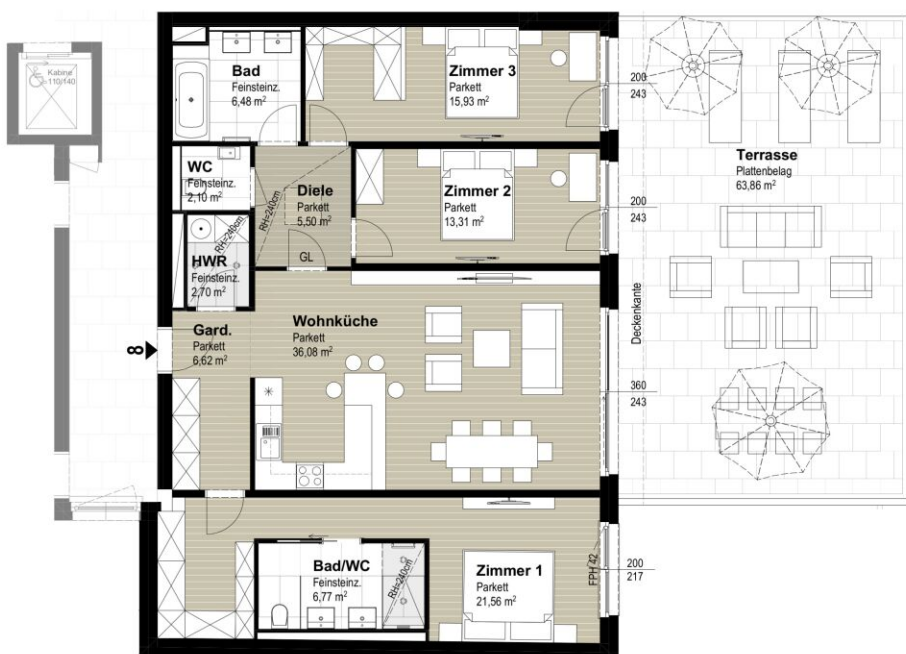 Kabine
110/140
Bad
Feinsteinz.
6,48 m²
Zimmer 3
Parkett
15,93 m²
200
243
WC
Feinsteinz.
2,10 m²
Diele
Parkett
5,50 m²
RH=240cm
GL
Zimmer 2
Parkett
13,31 m²
200
243
Terrasse
Plattenbelag
63,86 m²
RH=240cm
HWR
Feinsteinz.
2,70 m²
Deckenkante
8
Gard.
Parkett
6,62 m²
Wohnküche
Parkett
36,08 m²
360
243
Bad/WC
Feinsteinz.
6,77 m²
RH=240cm
Zimmer 1
Parkett
21,56 m²
FPH 42
200
217